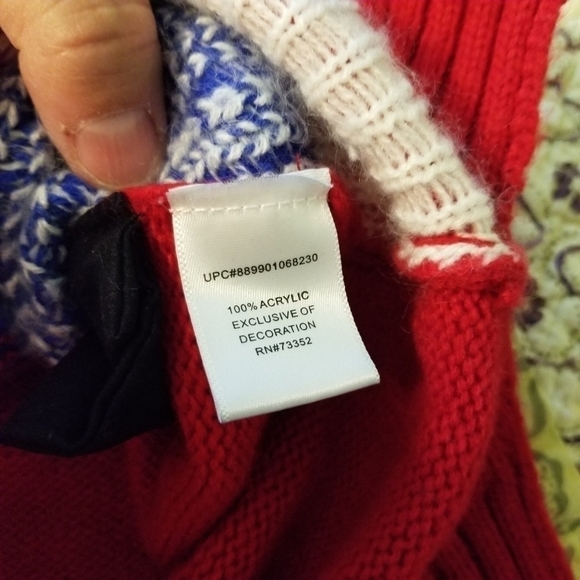 UPC#889901068230
100% ACRYLIC
EXCLUSIVE OF
DECORATION
RN#73352